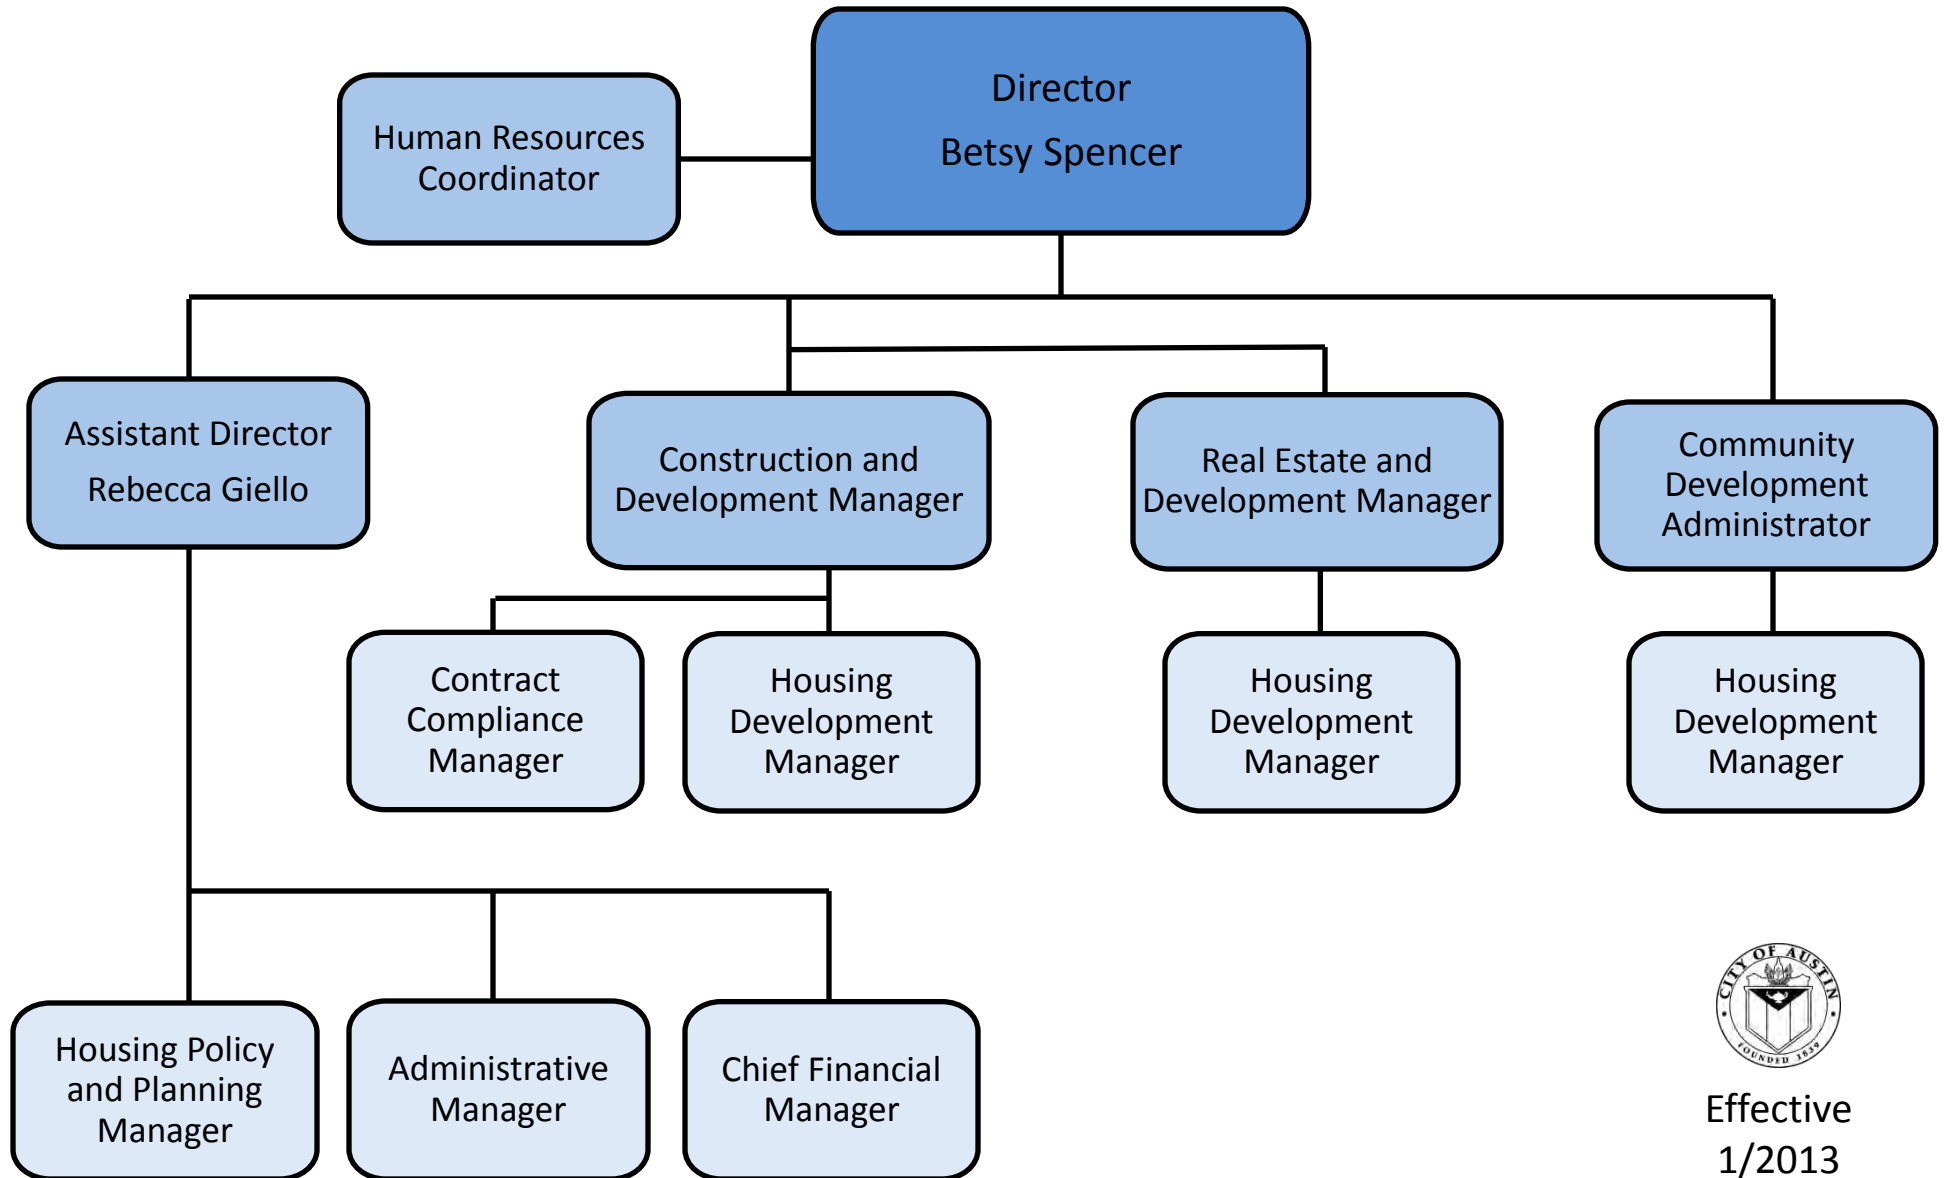 Director
Betsy Spencer
Human Resources
Coordinator
Assistant Director
Rebecca Giello
Construction and
Development Manager
Real Estate and
Development Manager
Community
Development
Administrator
Contract
Compliance
Manager
Housing
Development
Manager
Housing
Development
Manager
Housing
Development
Manager
Housing Policy
and Planning
Manager
Administrative
Manager
Chief Financial
Manager
CITY OF AUSTIN
FOUNDED 1839
Effective
1/2013